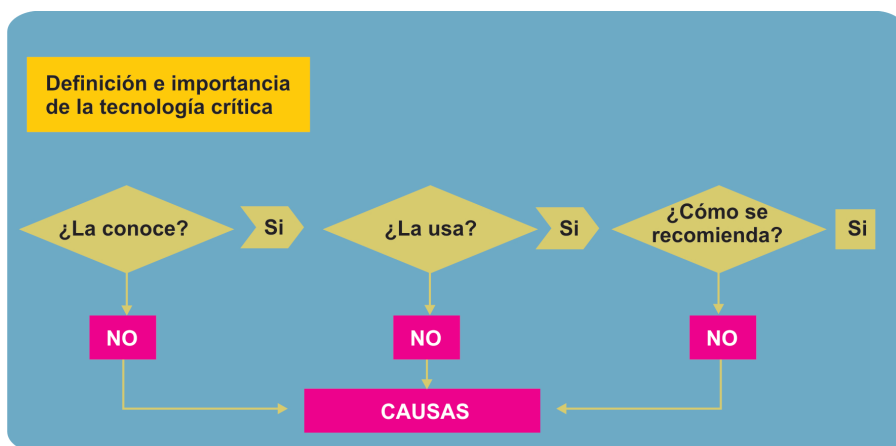 Definición e importancia
de la tecnología crítica
¿La conoce?
Si
¿La usa?
Si
¿Cómo se
recomienda?
Si
NO
NO
NO
CAUSAS